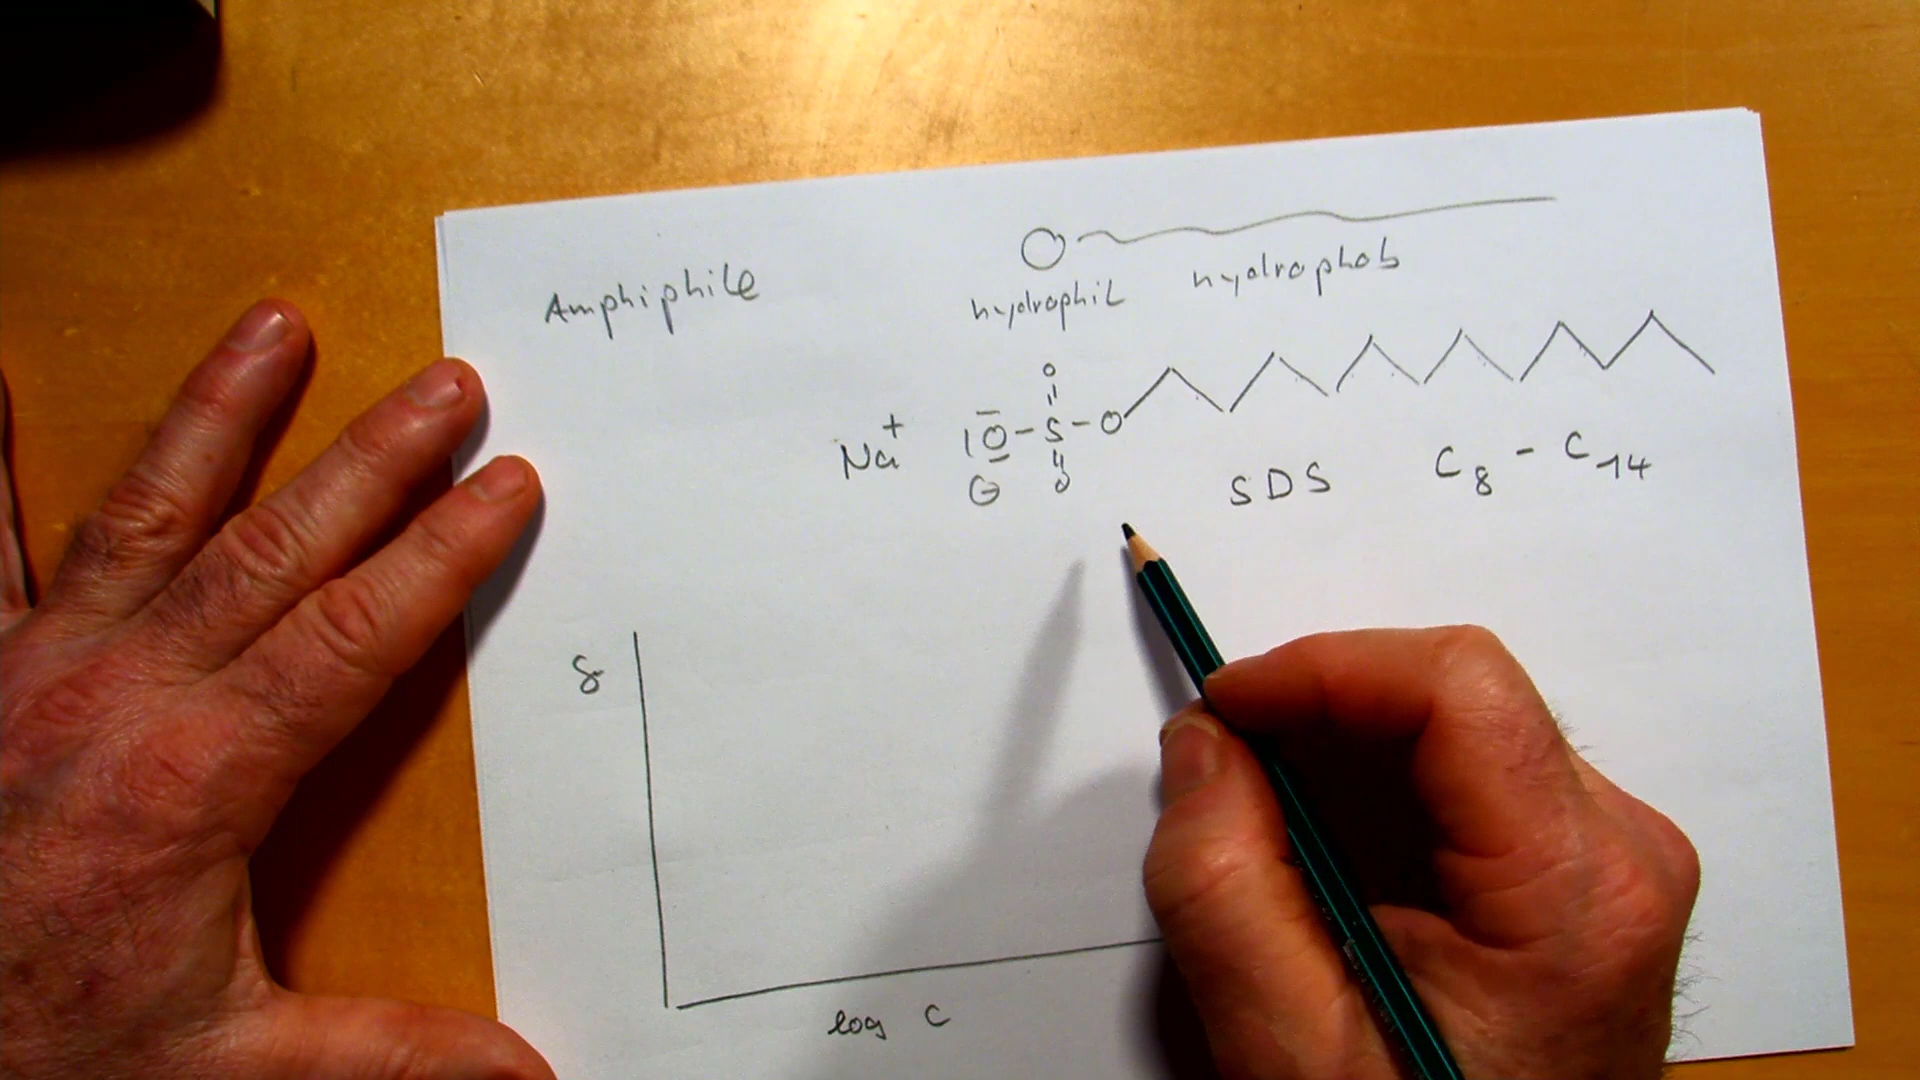 Amphiphile
hydrophil hydrophob
Na+ |O-S-O
O
O
⊖
SDS C8 - C14
γ
log c